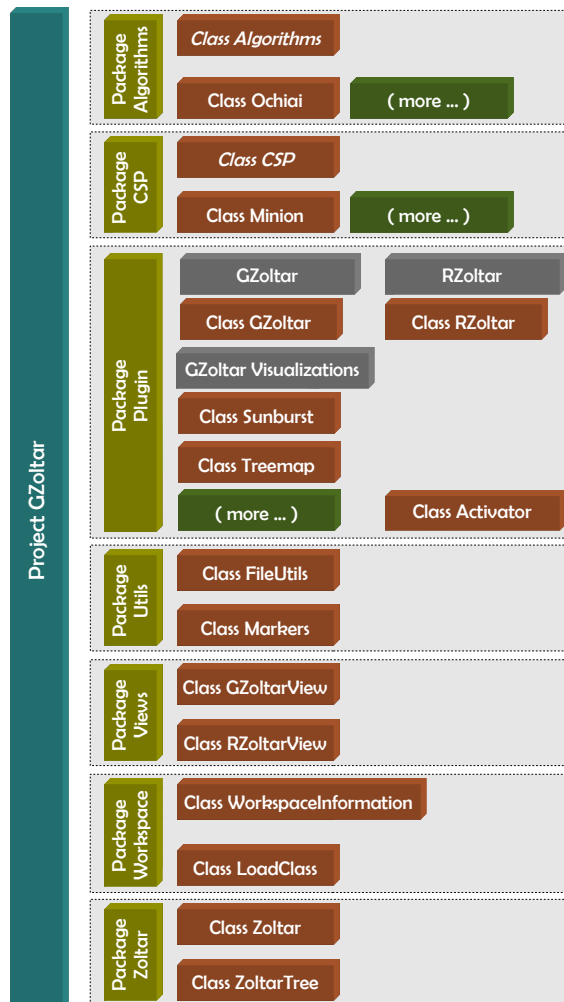 Project GZoltar
Package
Algorithms
Class Algorithms
Class Ochiai
( more ... )
Package
CSP
Class CSP
Class Minion
( more ... )
Package
Plugin
GZoltar
RZoltar
Class GZoltar
Class RZoltar
GZoltar Visualizations
Class Sunburst
Class Treemap
( more ... )
Class Activator
Package
Utils
Class FileUtils
Class Markers
Package
Views
Class GZoltarView
Class RZoltarView
Package
Workspace
Class WorkspaceInformation
Class LoadClass
Package
Zoltar
Class Zoltar
Class ZoltarTree